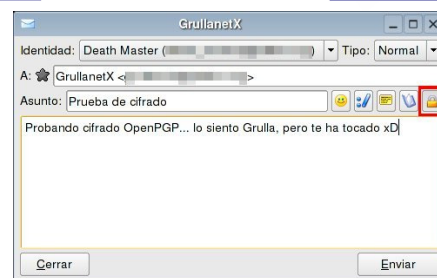 GrullanetX
Identidad: Death Master ( ) Tipo: Normal
A: GrullanetX < >
Asunto: Prueba de cifrado
Probando cifrado OpenPGP... lo siento Grulla, pero te ha tocado xD
Cerrar Enviar